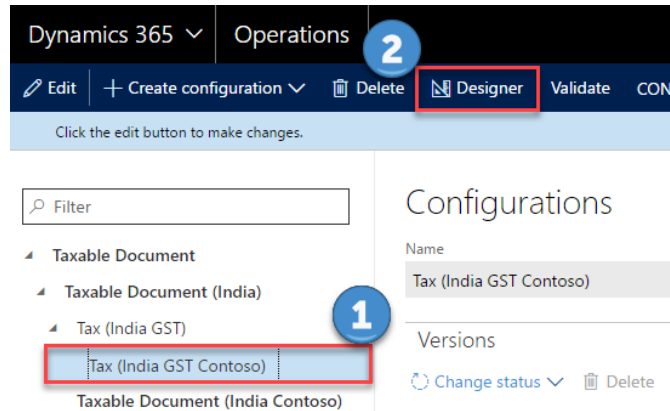 Dynamics 365 Operations
2
Edit + Create configuration Delete Designer Validate CON
Click the edit button to make changes.
Filter
Taxable Document
Taxable Document (India)
Tax (India GST)
1
Tax (India GST Contoso)
Taxable Document (India Contoso)
Configurations
Name
Tax (India GST Contoso)
Versions
Change status Delete